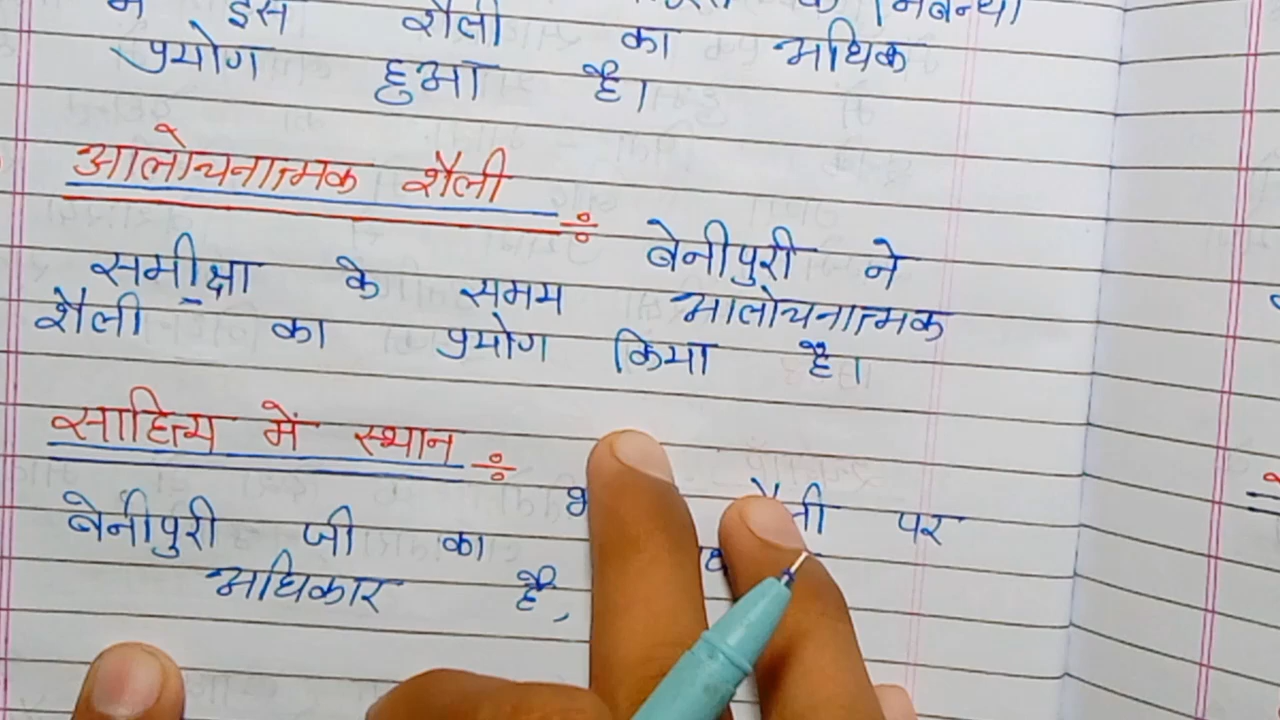 इस शैली का अधिक
प्रयोग हुआ है।
आलोचनात्मक शैली ÷
बेनीपुरी ने
समीक्षा के समय आलोचनात्मक
शैली का प्रयोग किया है।
साहित्य में स्थान ÷
बेनीपुरी जी का पर
अधिकार है,